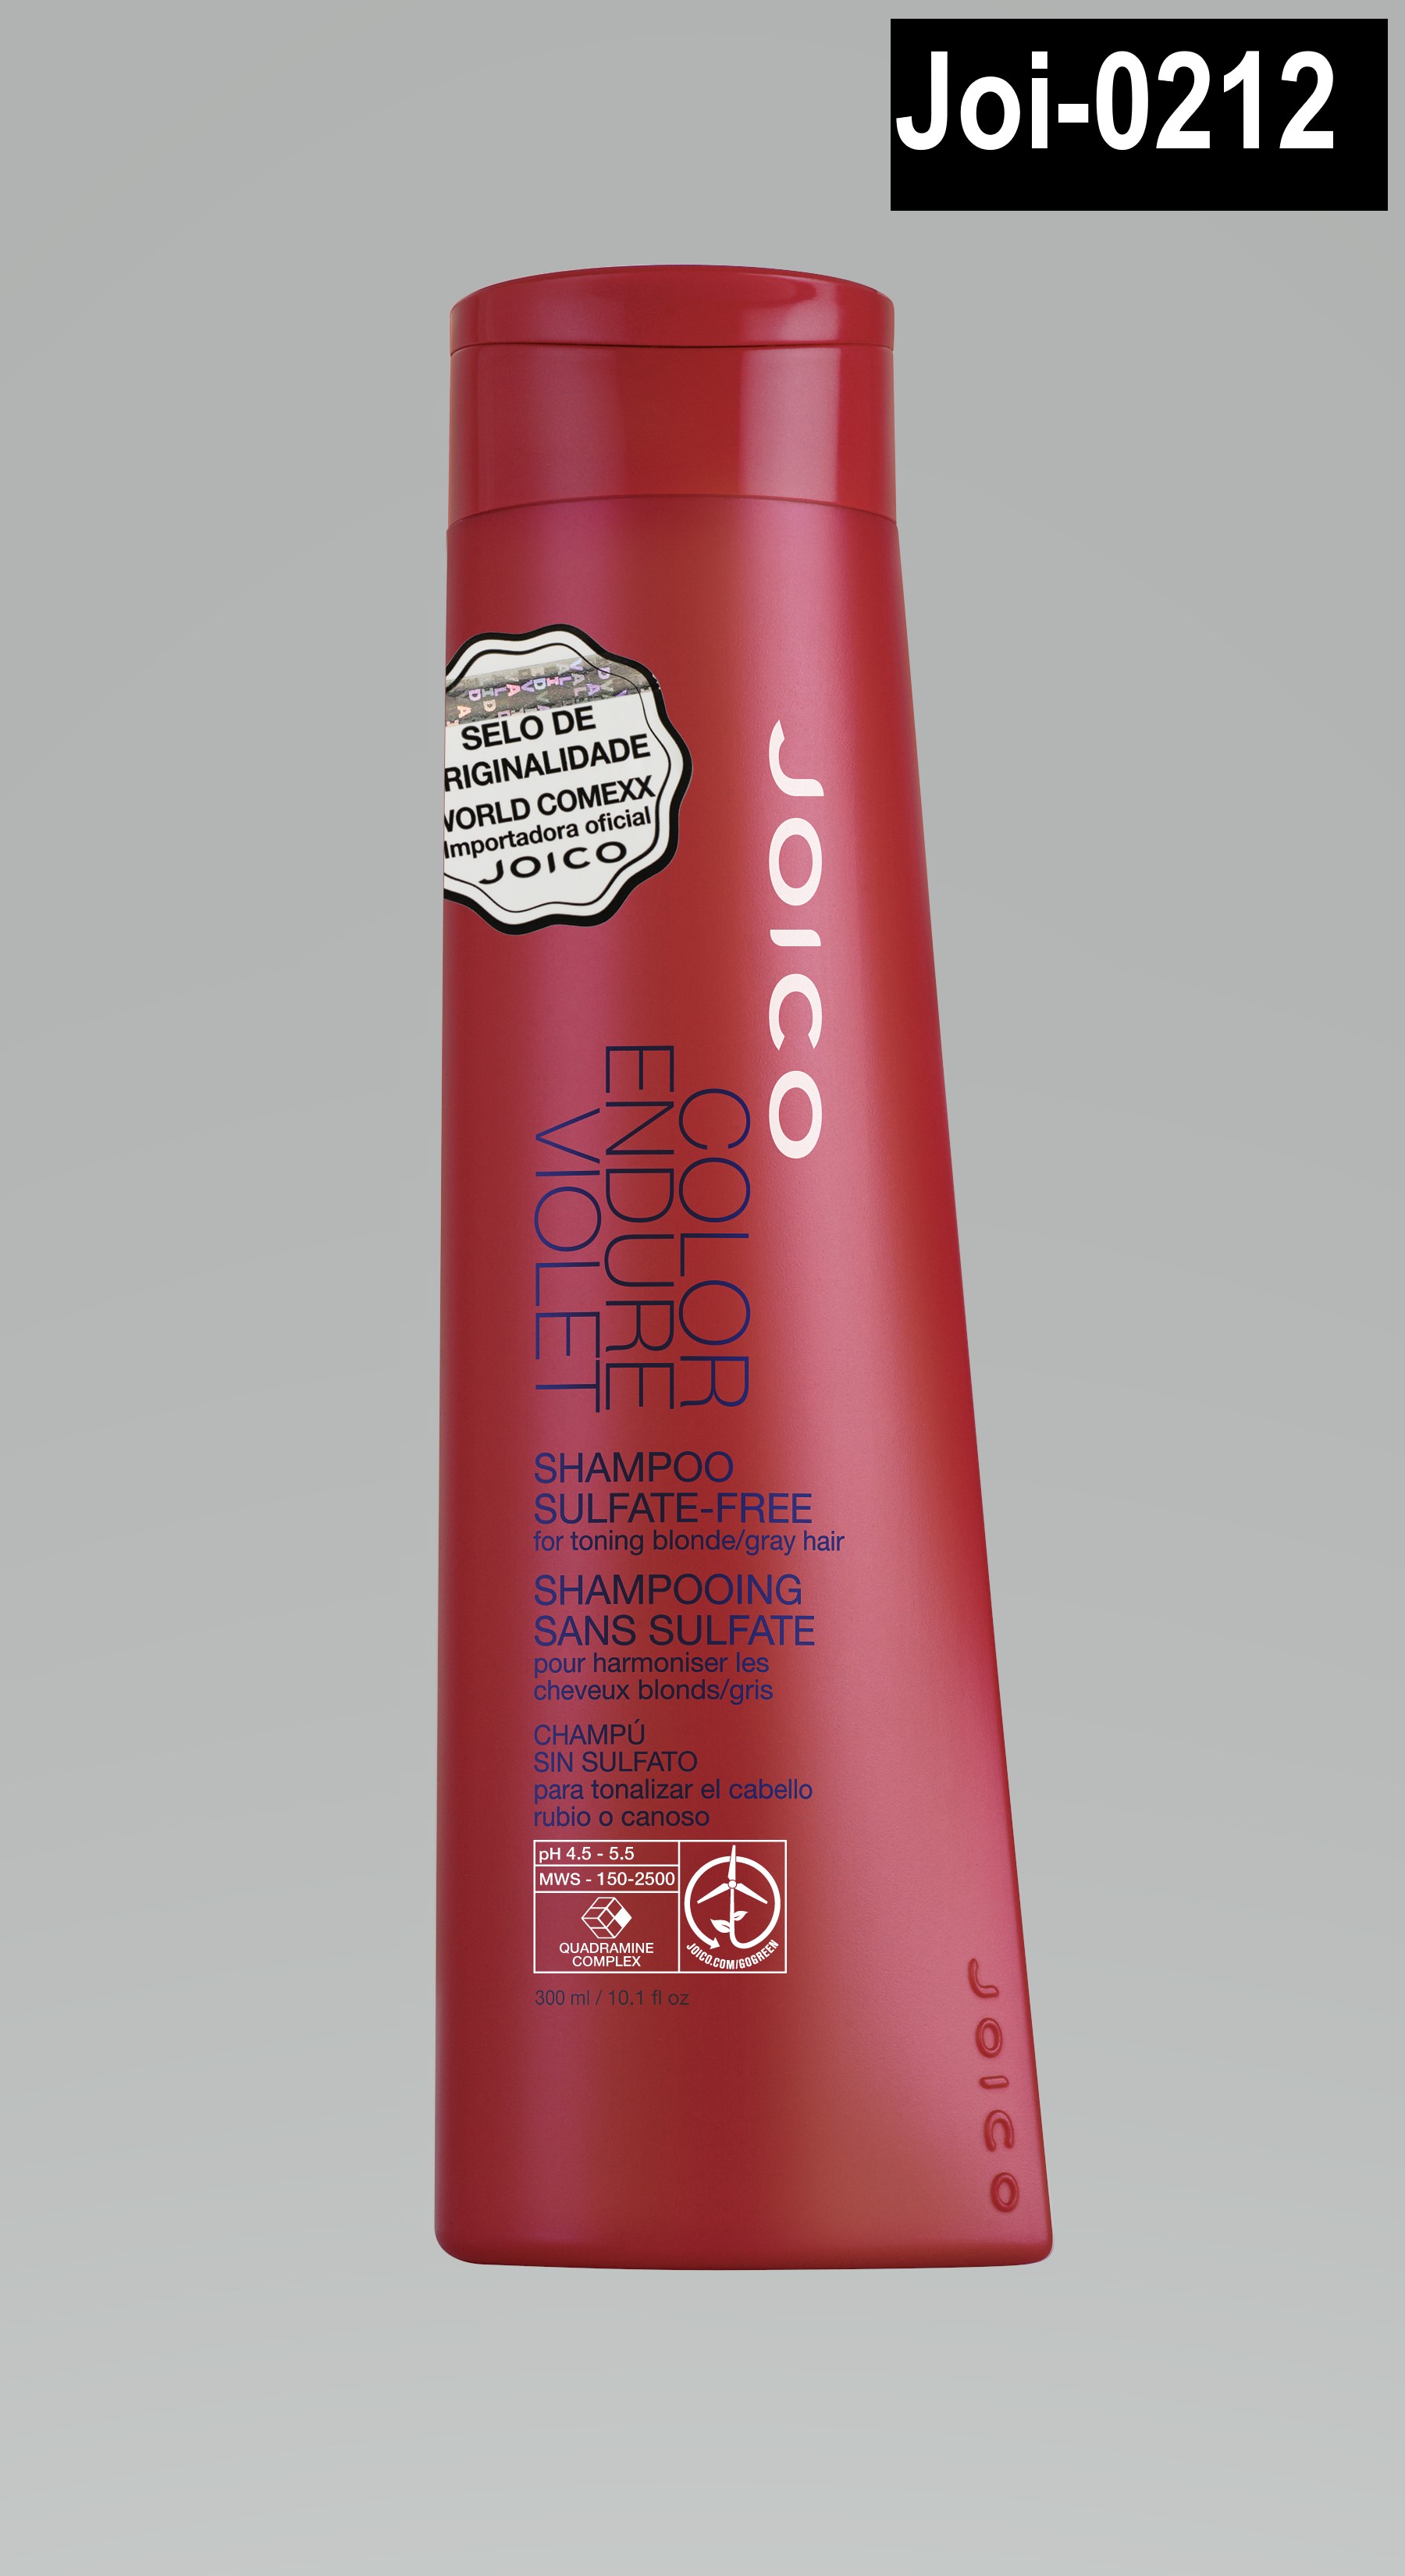 Joi-0212
SELO DE
RIGINALIDADE
WORLD COMEXX
Importadora oficial
JOICO
JOICO
COLOR
ENDURE
VIOLET
SHAMPOO
SULFATE-FREE
for toning blonde/gray hair
SHAMPOOING
SANS SULFATE
pour harmoniser les
cheveux blonds/gris
CHAMPÚ
SIN SULFATO
para tonalizar el cabello
rubio o canoso
pH 4.5 - 5.5
MWS - 150-2500
QUADRAMINE
COMPLEX
JOICO.COM/GOGREEN
300 ml / 10.1 fl oz
JOICO